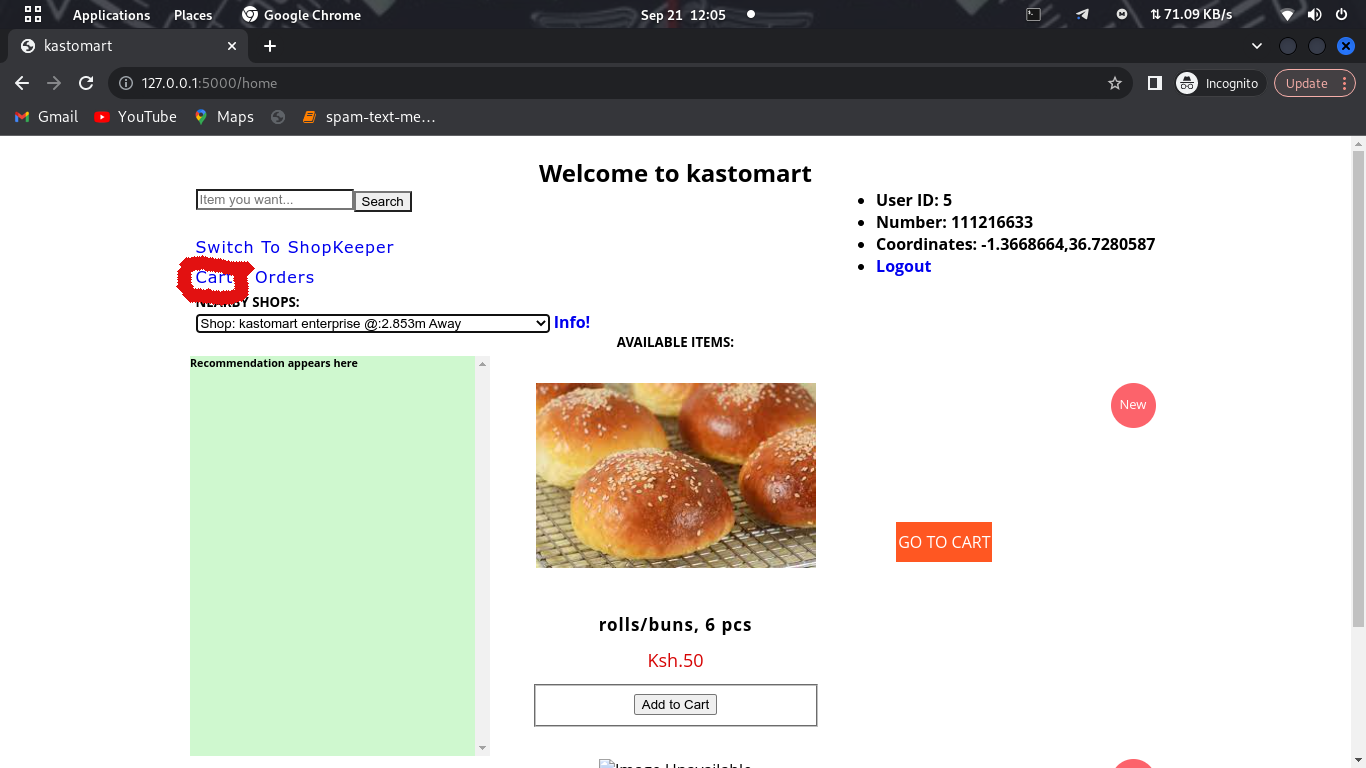 Applications Places Google Chrome Sep 21 12:05 71.09 KB/s
kastomart
127.0.0.1:5000/home Incognito Update
Gmail YouTube Maps spam-text-me…
Welcome to kastomart
Item you want... Search
User ID: 5
Number: 111216633
Coordinates: -1.3668664,36.7280587
Logout
Switch To ShopKeeper
Cart Orders
NEARBY SHOPS:
Shop: kastomart enterprise @:2.853m Away Info!
AVAILABLE ITEMS:
Recommendation appears here
New
GO TO CART
rolls/buns, 6 pcs
Ksh.50
Add to Cart
Image Unavailable